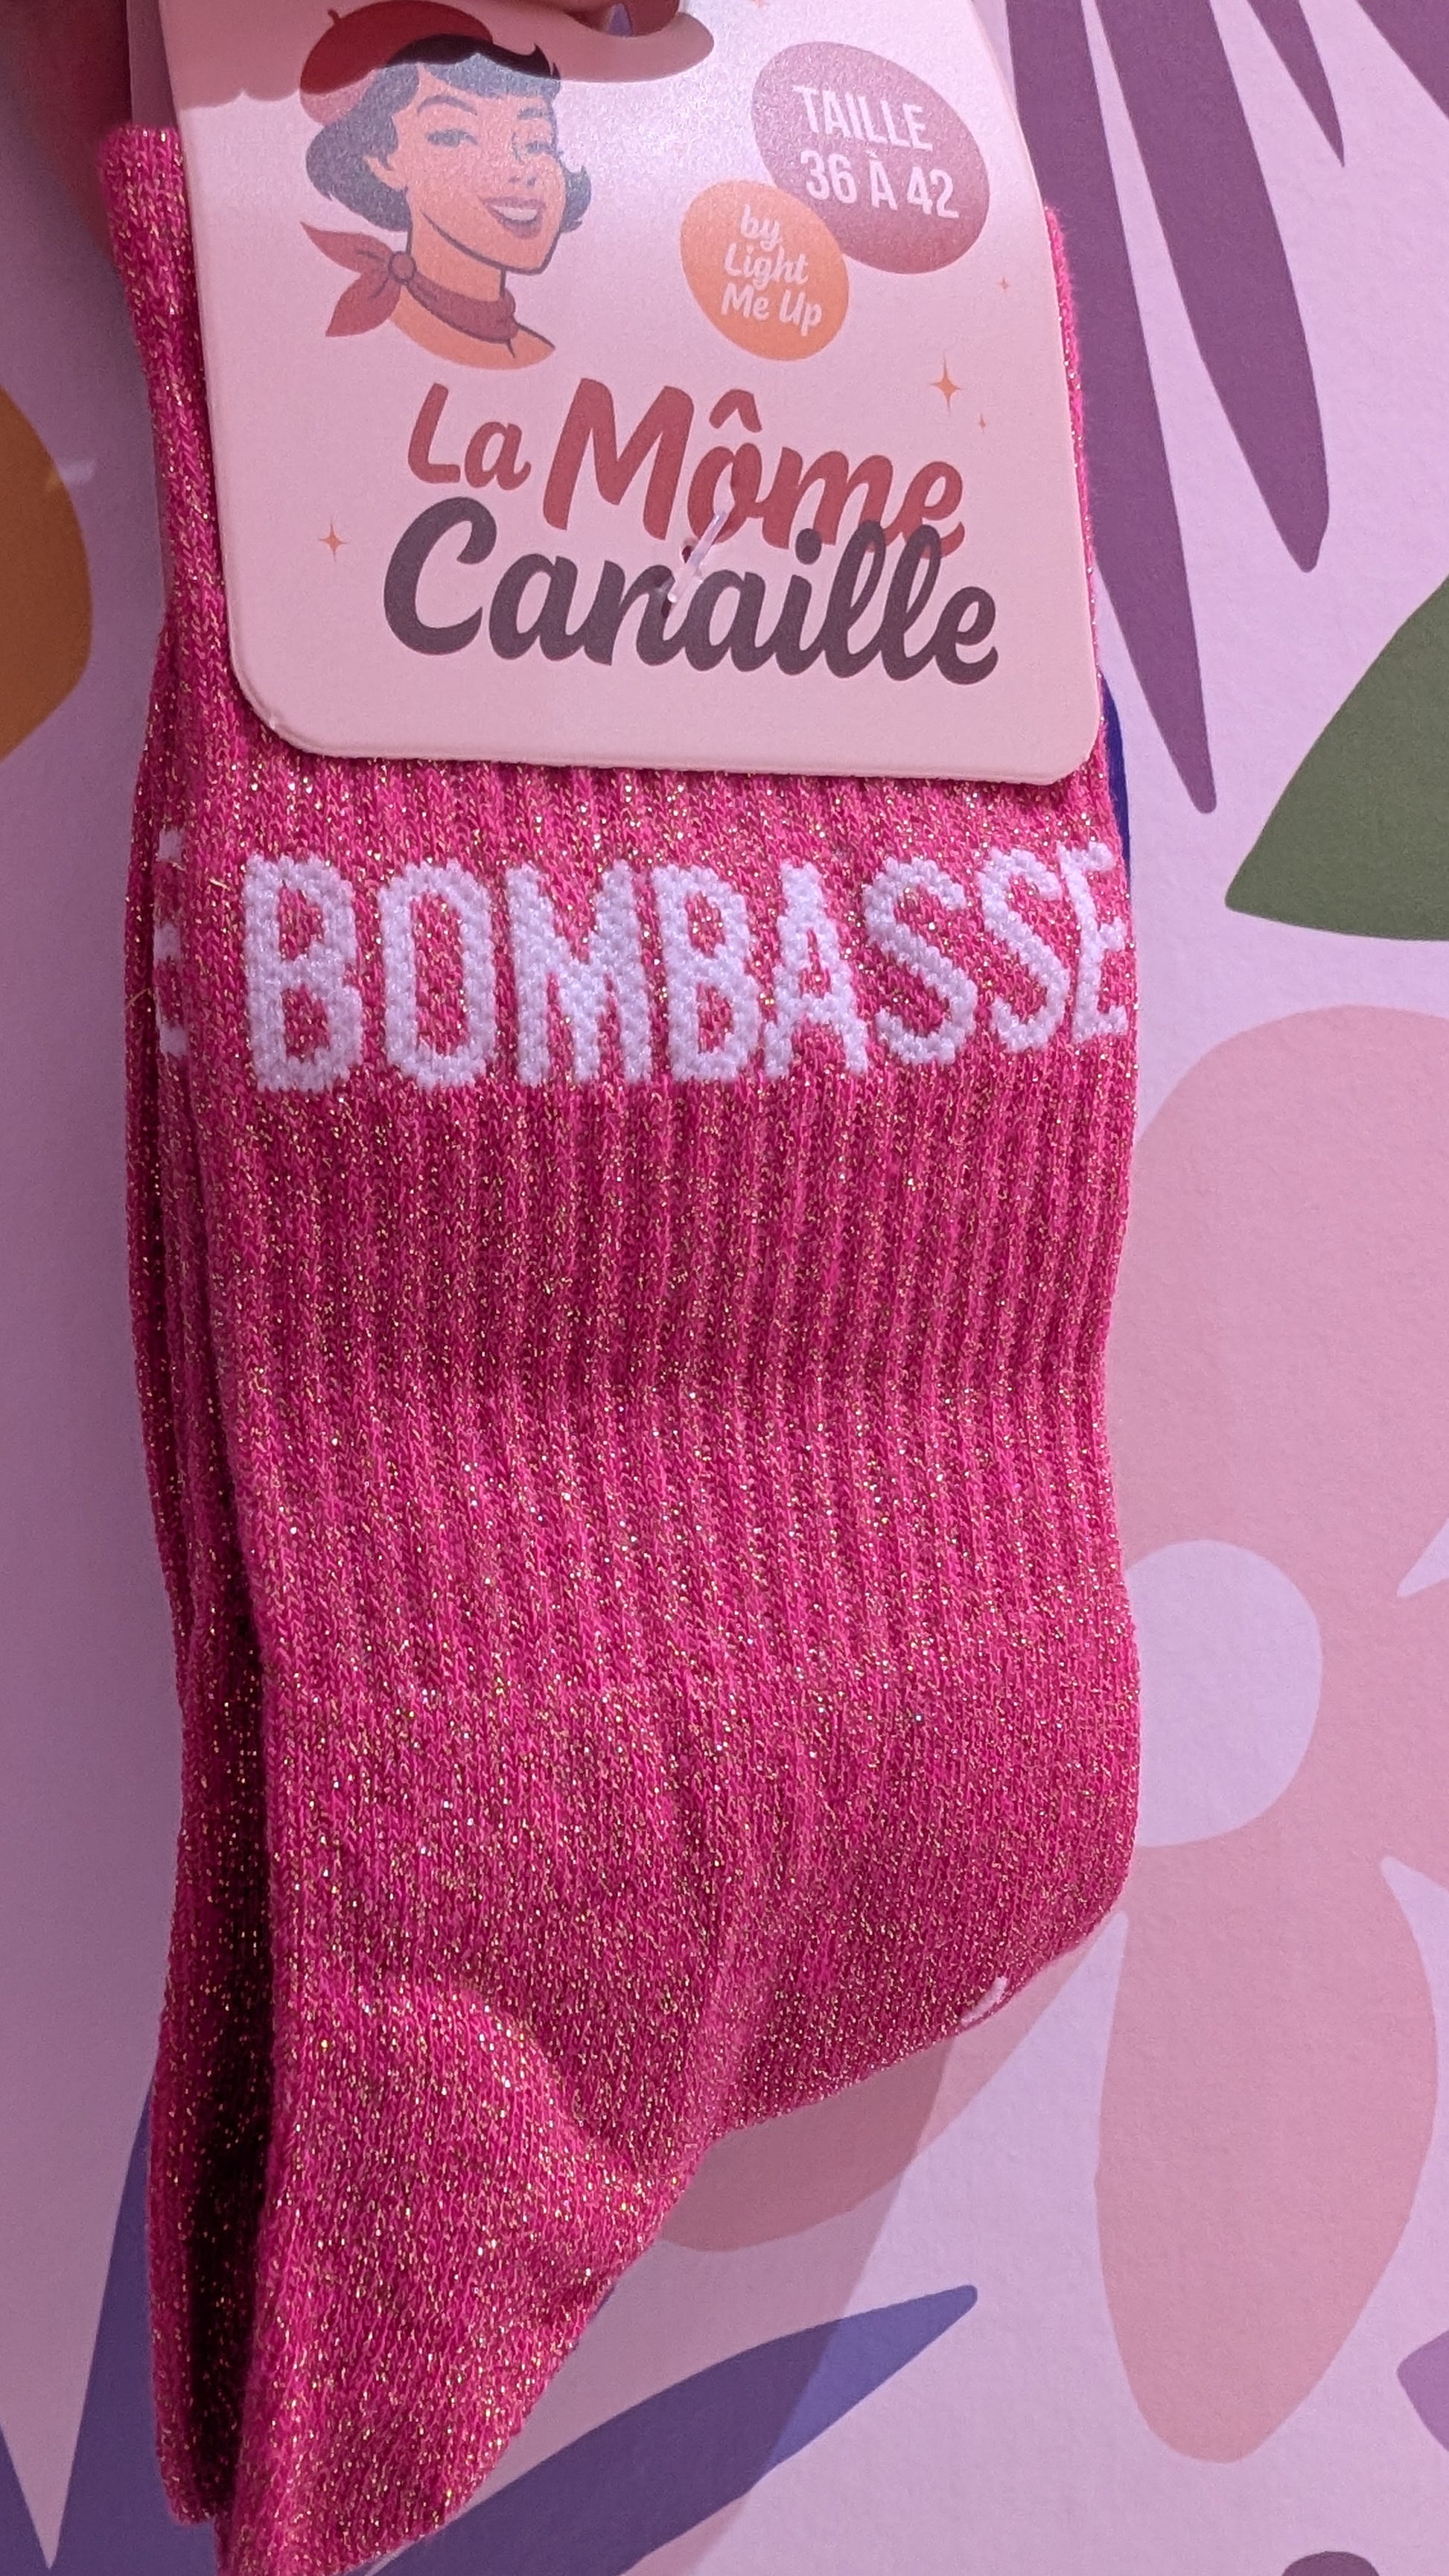 TAILLE
36 À 42
by
Light
Me Up
La Môme
Canaille
BOMBASSE